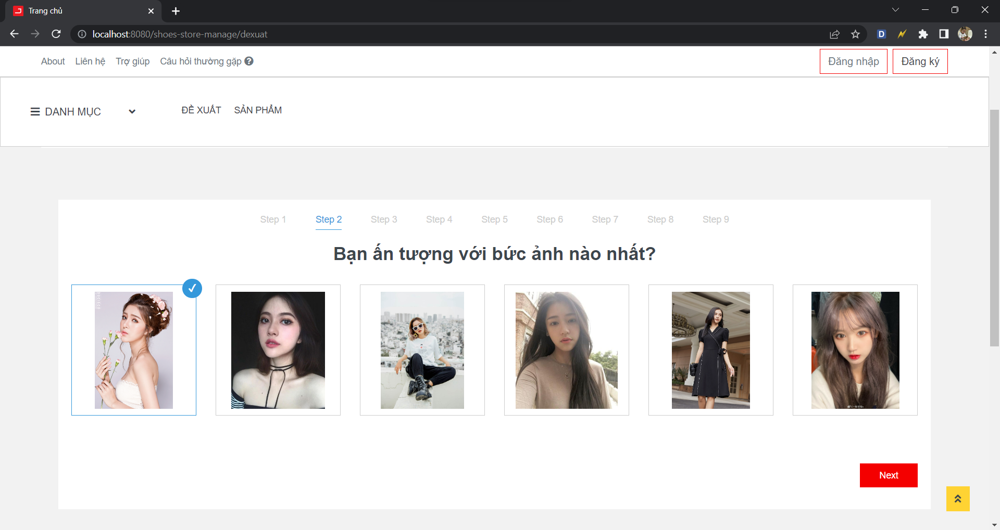 Trang chủ
localhost:8080/shoes-store-manage/dexuat
D
About Liên hệ Trợ giúp Câu hỏi thường gặp ?
Đăng nhập Đăng ký
DANH MỤC ĐỀ XUẤT SẢN PHẨM
Step 1 Step 2 Step 3 Step 4 Step 5 Step 6 Step 7 Step 8 Step 9
Bạn ấn tượng với bức ảnh nào nhất?
Next